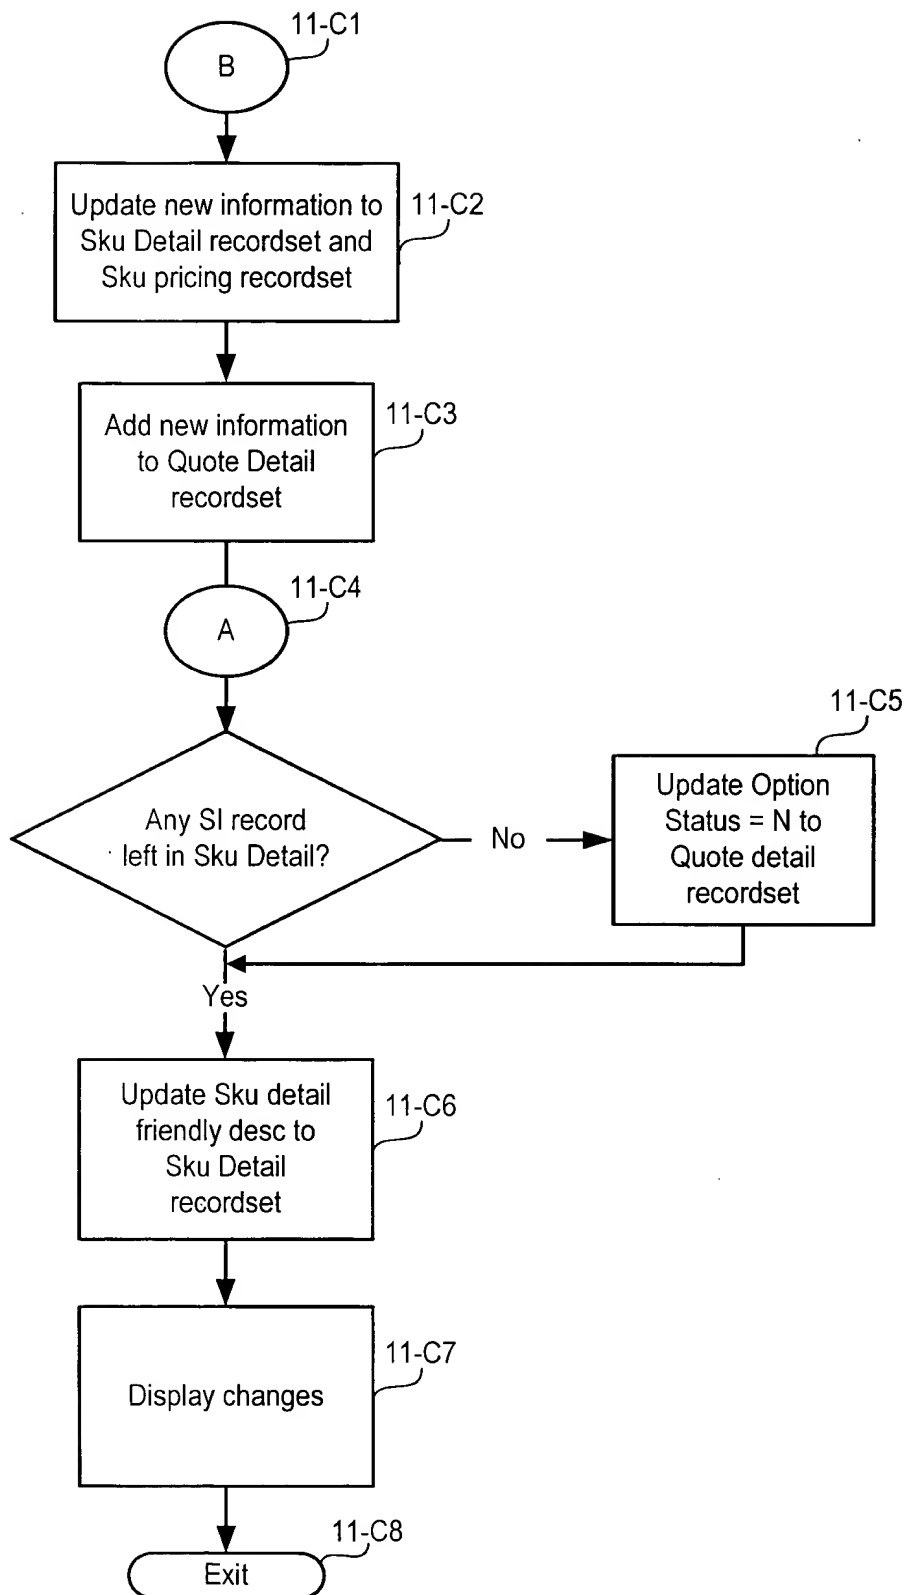 11-C1
B
Update new information to
Sku Detail recordset and
Sku pricing recordset
11-C2
Add new information
to Quote Detail
recordset
11-C3
11-C4
A
11-C5
Any SI record
left in Sku Detail?
No
Update Option
Status = N to
Quote detail
recordset
Yes
Update Sku detail
friendly desc to
Sku Detail
recordset
11-C6
Display changes
11-C7
11-C8
Exit